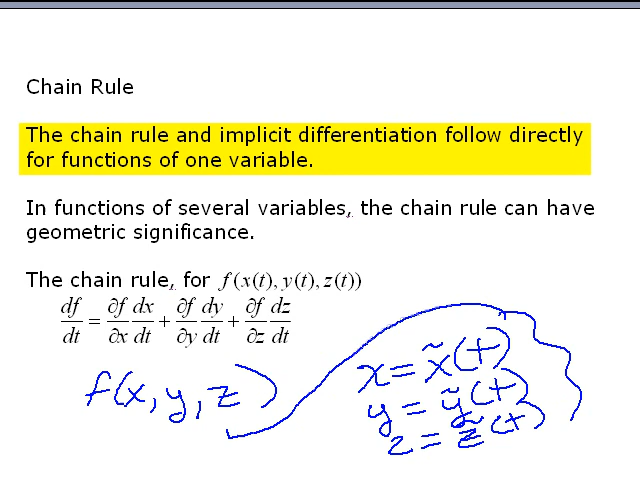 Chain Rule
The chain rule and implicit differentiation follow directly
for functions of one variable.
In functions of several variables, the chain rule can have
geometric significance.
The chain rule, for f(x(t), y(t), z(t))
df/dt = ∂f/∂x dx/dt + ∂f/∂y dy/dt + ∂f/∂z dz/dt
f(x, y, z)
x = x̃(t)
y = ỹ(t)
z = z̃(t)